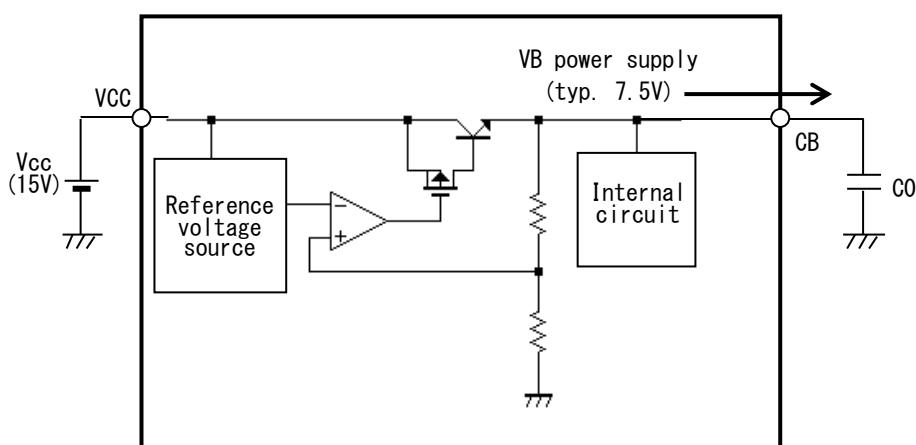 VB power supply
(typ. 7.5V)
VCC
CB
Vcc
(15V)
Reference
voltage
source
−
+
Internal
circuit
C0